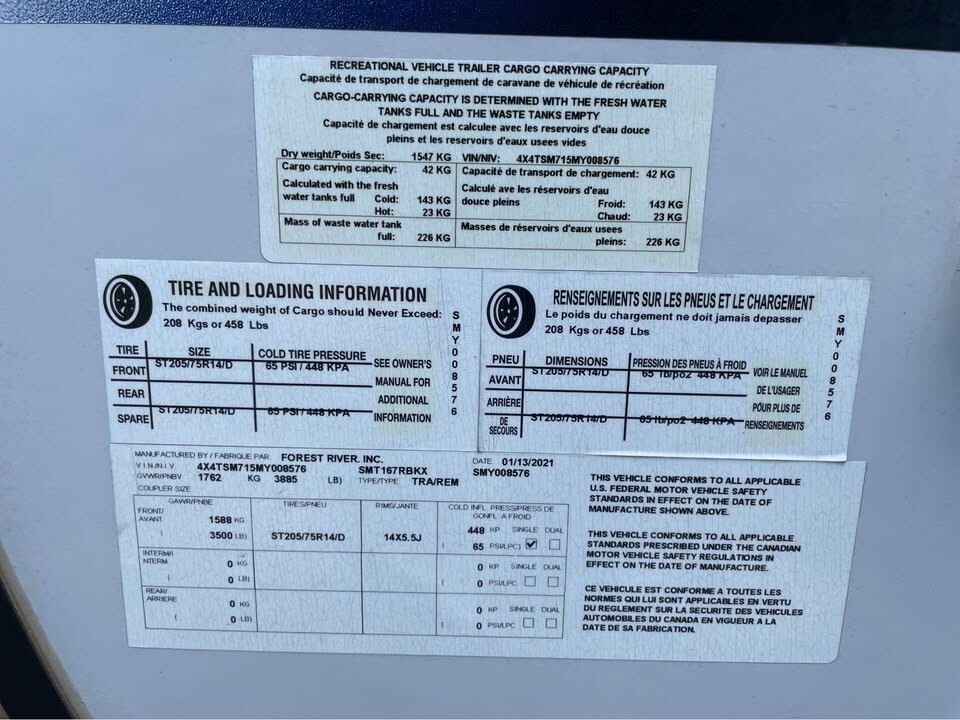 RECREATIONAL VEHICLE TRAILER CARGO CARRYING CAPACITY
Capacité de transport de chargement de caravane de véhicule de récréation
CARGO-CARRYING CAPACITY IS DETERMINED WITH THE FRESH WATER
TANKS FULL AND THE WASTE TANKS EMPTY
Capacité de chargement est calculee avec les reservoirs d'eau douce
pleins et les reservoirs d'eaux usees vides
Dry weight/Poids Sec: 1547 KG VIN/NIV: 4X4TSM715MY008576
Cargo carrying capacity: 42 KG Capacité de transport de chargement: 42 KG
Calculated with the fresh Calculé ave les réservoirs d'eau
water tanks full Cold: 143 KG douce pleins Froid: 143 KG
Hot: 23 KG Chaud: 23 KG
Mass of waste water tank Masses de réservoirs d'eaux usees
full: 226 KG pleins: 226 KG
TIRE AND LOADING INFORMATION
The combined weight of Cargo should Never Exceed:
208 Kgs or 458 Lbs
TIRE SIZE COLD TIRE PRESSURE SEE OWNER'S
FRONT ST205/75R14/D 65 PSI / 448 KPA MANUAL FOR
REAR ADDITIONAL
SPARE ST205/75R14/D 65 PSI / 448 KPA INFORMATION
SMY008576
RENSEIGNEMENTS SUR LES PNEUS ET LE CHARGEMENT
Le poids du chargement ne doit jamais depasser
208 Kgs or 458 Lbs
PNEU DIMENSIONS PRESSION DES PNEUS À FROID VOIR LE MANUEL
AVANT ST205/75R14/D 65 lb/po2 448 KPA DE L'USAGER
ARRIÈRE POUR PLUS DE
DE SECOURS ST205/75R14/D 65 lb/po2 448 KPA RENSEIGNEMENTS
SMY008576
MANUFACTURED BY / FABRIQUE PAR: FOREST RIVER. INC. DATE 01/13/2021
V.I.N./N.I.V. 4X4TSM715MY008576 SMT167RBKX SMY008576
GVWR/PNBV 1762 KG 3885 LB) TYPE/TYPE TRA/REM
COUPLER SIZE
GAWR/PNBE TIRES/PNEU RIMS/JANTE COLD INFL PRESS/PRESS DE
GONFL A FROID
FRONT/
AVANT 1588 KG 448 KP SINGLE DUAL
( 3500 LB) ST205/75R14/D 14X5.5J ( 65 PSI/LPC)
INTERM/I
NTERM 0 KG 0 KP SINGLE DUAL
( 0 LB) ( 0 PSI/LPC
REAR/
ARRIERE 0 KG 0 KP SINGLE DUAL
( 0 LB) ( 0 PSI/LPC
THIS VEHICLE CONFORMS TO ALL APPLICABLE
U.S. FEDERAL MOTOR VEHICLE SAFETY
STANDARDS IN EFFECT ON THE DATE OF
MANUFACTURE SHOWN ABOVE.
THIS VEHICLE CONFORMS TO ALL APPLICABLE
STANDARDS PRESCRIBED UNDER THE CANADIAN
MOTOR VEHICLE SAFETY REGULATIONS IN
EFFECT ON THE DATE OF MANUFACTURE.
CE VEHICULE EST CONFORME A TOUTES LES
NORMES QUI LUI SONT APPLICABLES EN VERTU
DU REGLEMENT SUR LA SECURITE DES VEHICULES
AUTOMOBILES DU CANADA EN VIGUEUR A LA
DATE DE SA FABRICATION.